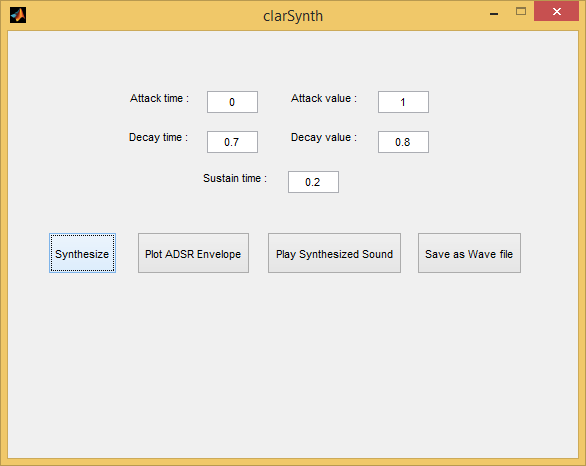 clarSynth
Attack time : 0 Attack value : 1
Decay time : 0.7 Decay value : 0.8
Sustain time : 0.2
Synthesize Plot ADSR Envelope Play Synthesized Sound Save as Wave file